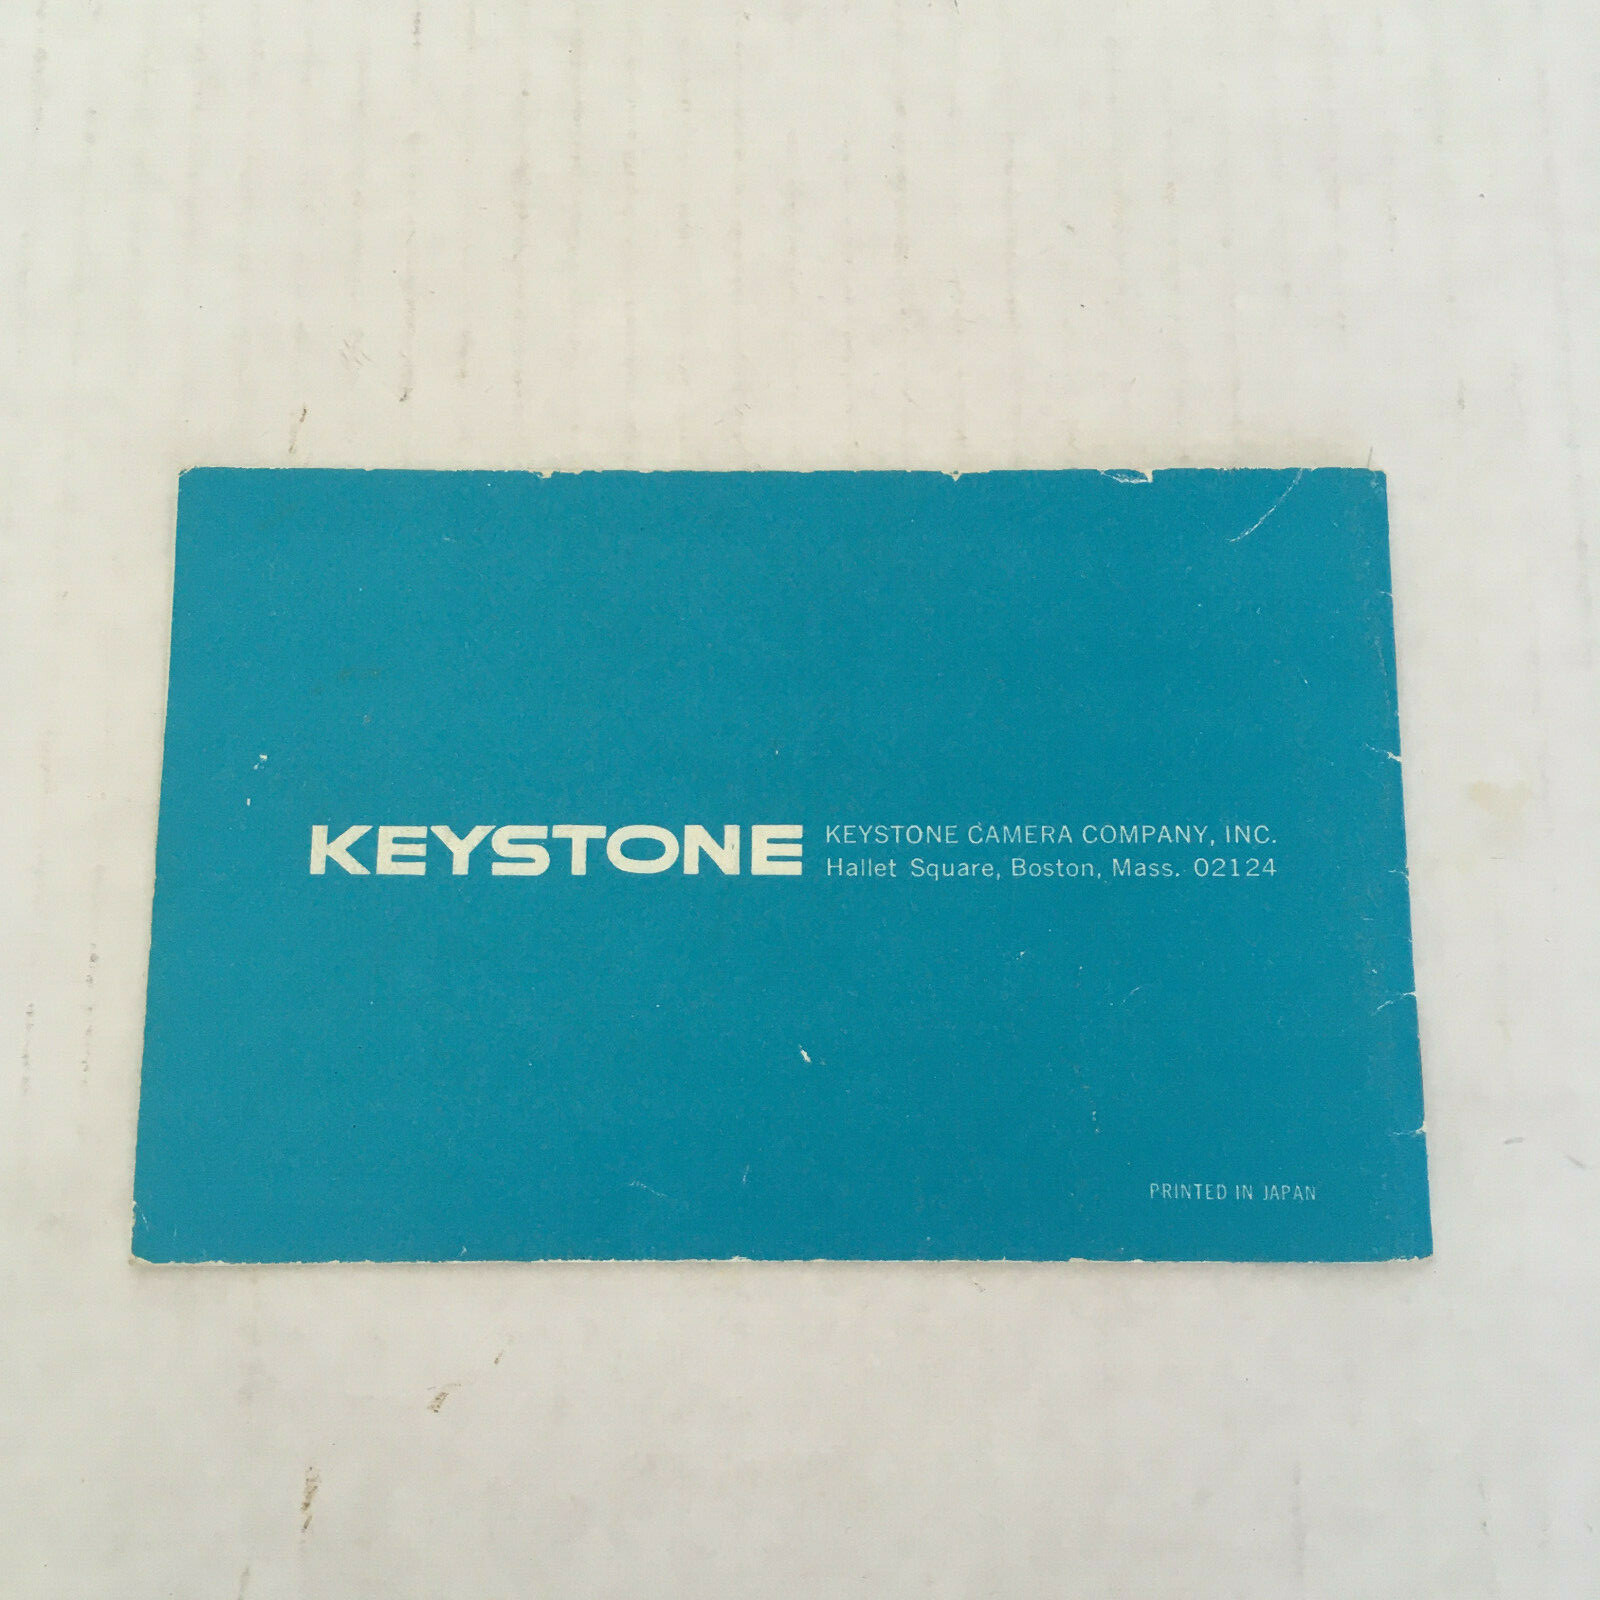 KEYSTONE
KEYSTONE CAMERA COMPANY, INC.
Hallet Square, Boston, Mass. 02124
PRINTED IN JAPAN